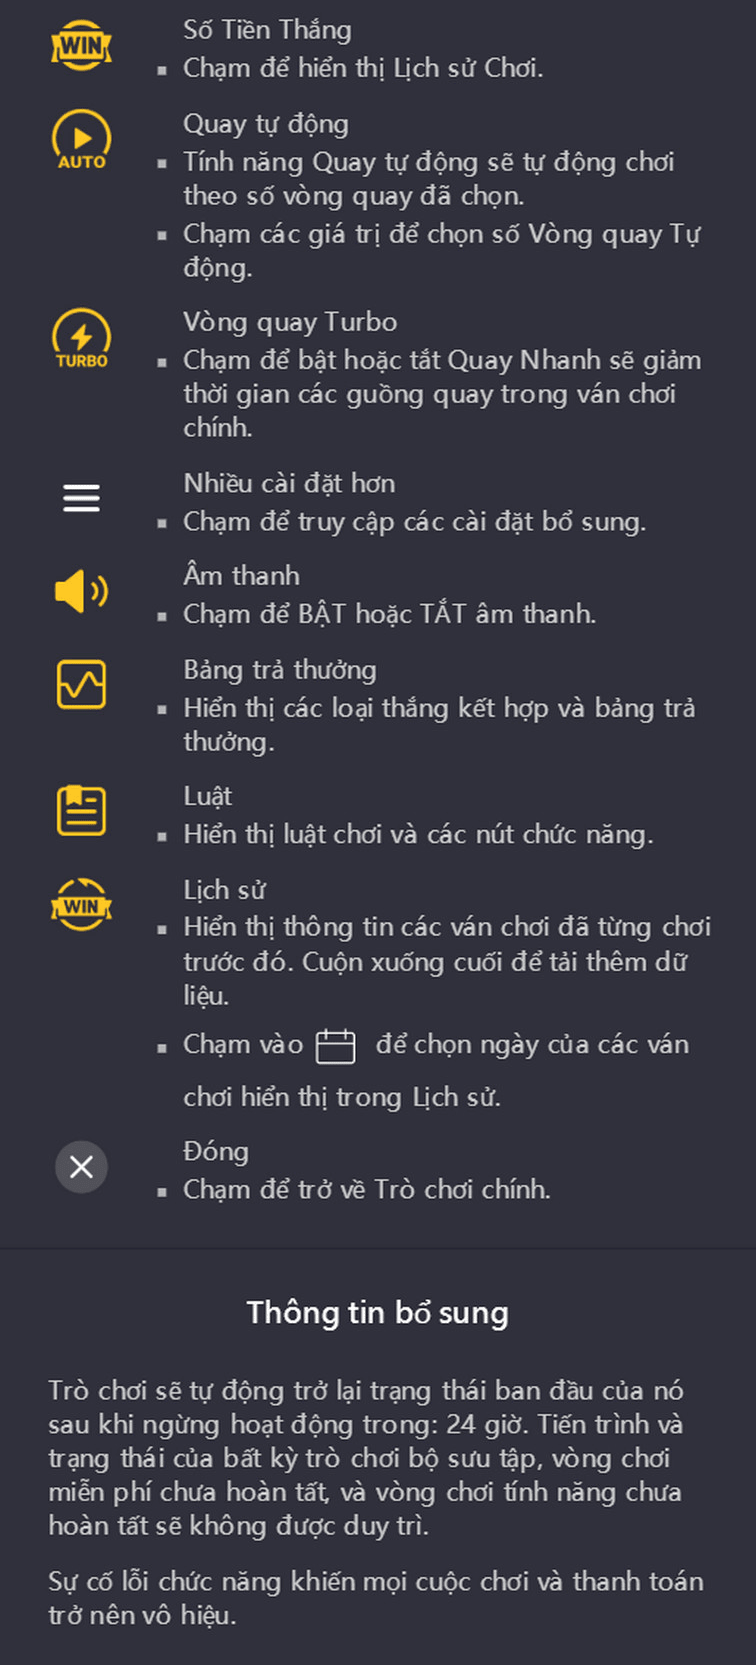 WIN
Số Tiền Thắng
▪ Chạm để hiển thị Lịch sử Chơi.
AUTO
Quay tự động
▪ Tính năng Quay tự động sẽ tự động chơi
theo số vòng quay đã chọn.
▪ Chạm các giá trị để chọn số Vòng quay Tự
động.
TURBO
Vòng quay Turbo
▪ Chạm để bật hoặc tắt Quay Nhanh sẽ giảm
thời gian các guồng quay trong ván chơi
chính.
Nhiều cài đặt hơn
▪ Chạm để truy cập các cài đặt bổ sung.
Âm thanh
▪ Chạm để BẬT hoặc TẮT âm thanh.
Bảng trả thưởng
▪ Hiển thị các loại thắng kết hợp và bảng trả
thưởng.
Luật
▪ Hiển thị luật chơi và các nút chức năng.
WIN
Lịch sử
▪ Hiển thị thông tin các ván chơi đã từng chơi
trước đó. Cuộn xuống cuối để tải thêm dữ
liệu.
▪ Chạm vào để chọn ngày của các ván
chơi hiển thị trong Lịch sử.
Đóng
▪ Chạm để trở về Trò chơi chính.
Thông tin bổ sung
Trò chơi sẽ tự động trở lại trạng thái ban đầu của nó
sau khi ngừng hoạt động trong: 24 giờ. Tiến trình và
trạng thái của bất kỳ trò chơi bộ sưu tập, vòng chơi
miễn phí chưa hoàn tất, và vòng chơi tính năng chưa
hoàn tất sẽ không được duy trì.
Sự cố lỗi chức năng khiến mọi cuộc chơi và thanh toán
trở nên vô hiệu.